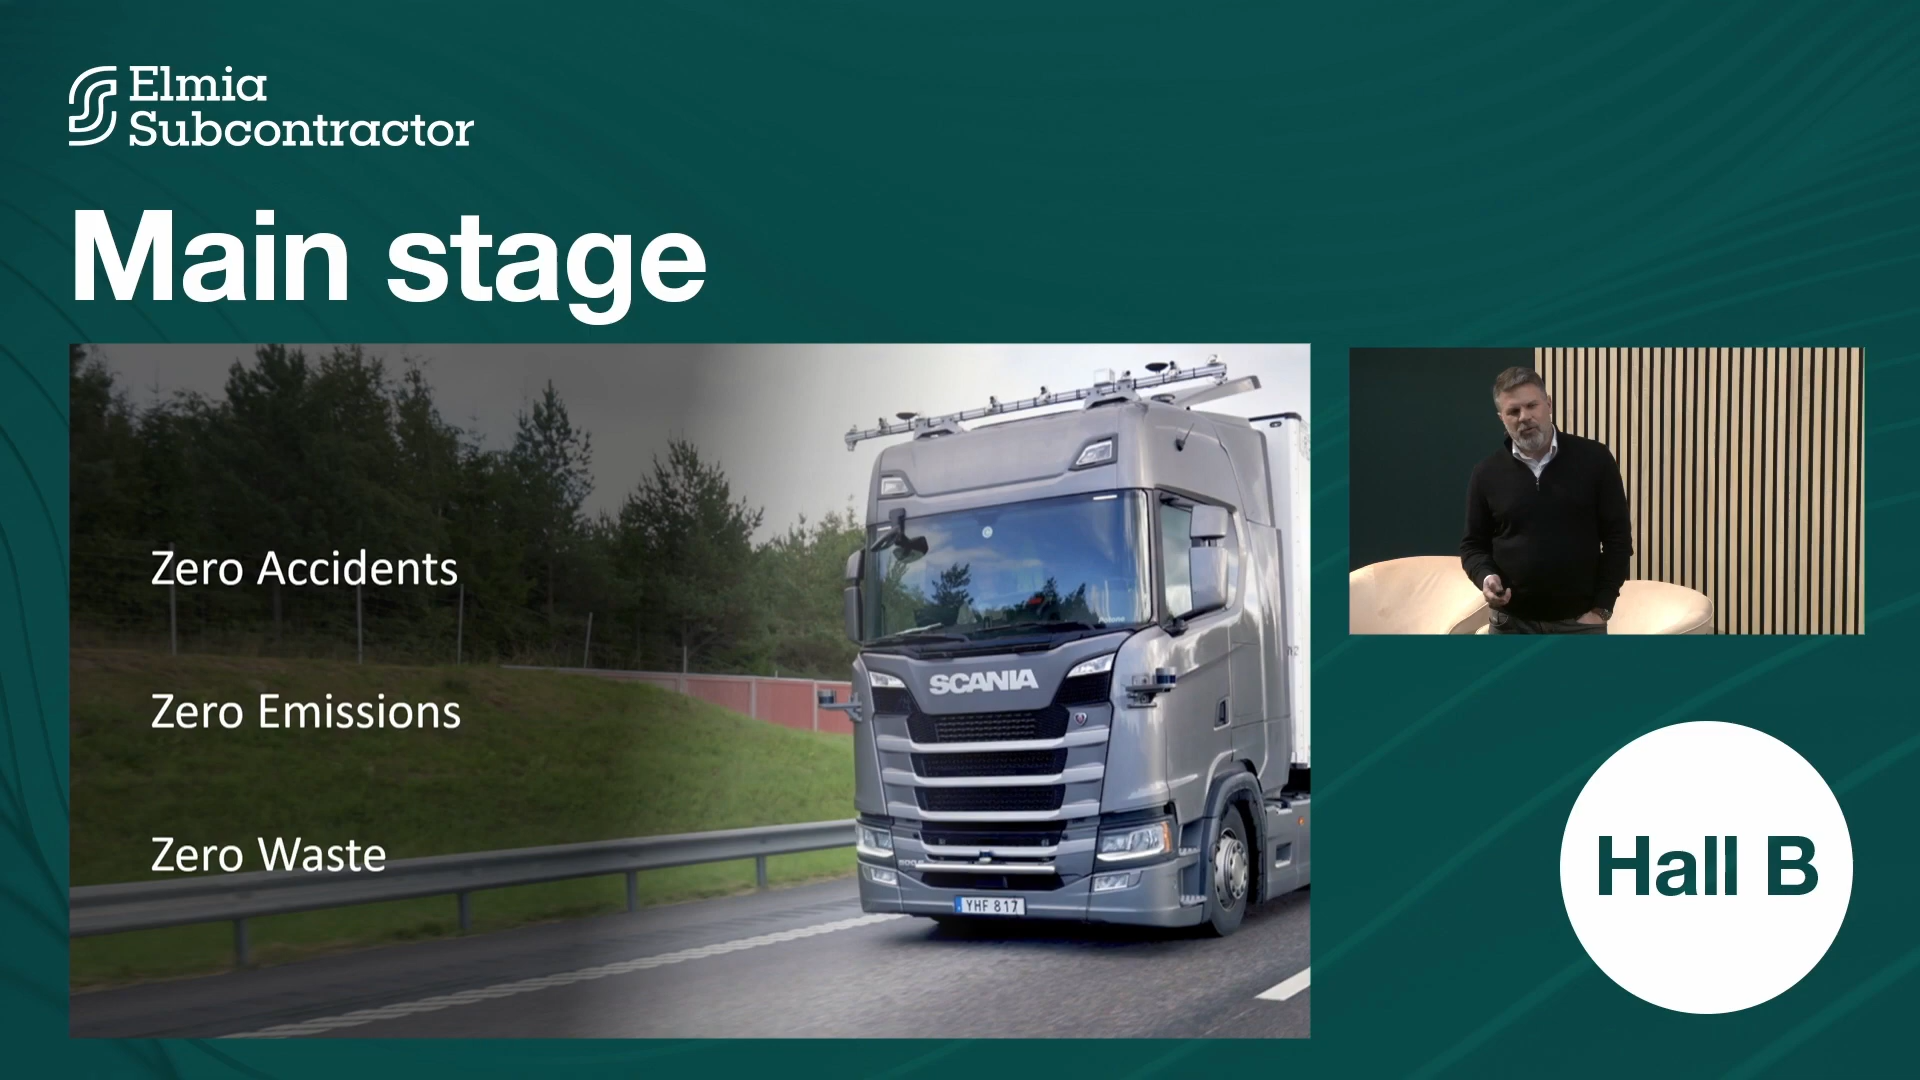 Elmia
Subcontractor
Main stage
Zero Accidents
Zero Emissions
Zero Waste
SCANIA
YHF 817
Hall B